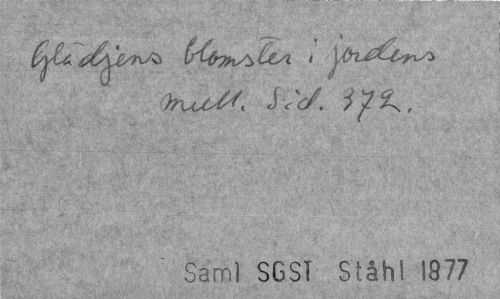 Glädjens blomster i jordens
mull. Sid. 372.
Saml SGST Ståhl 1877